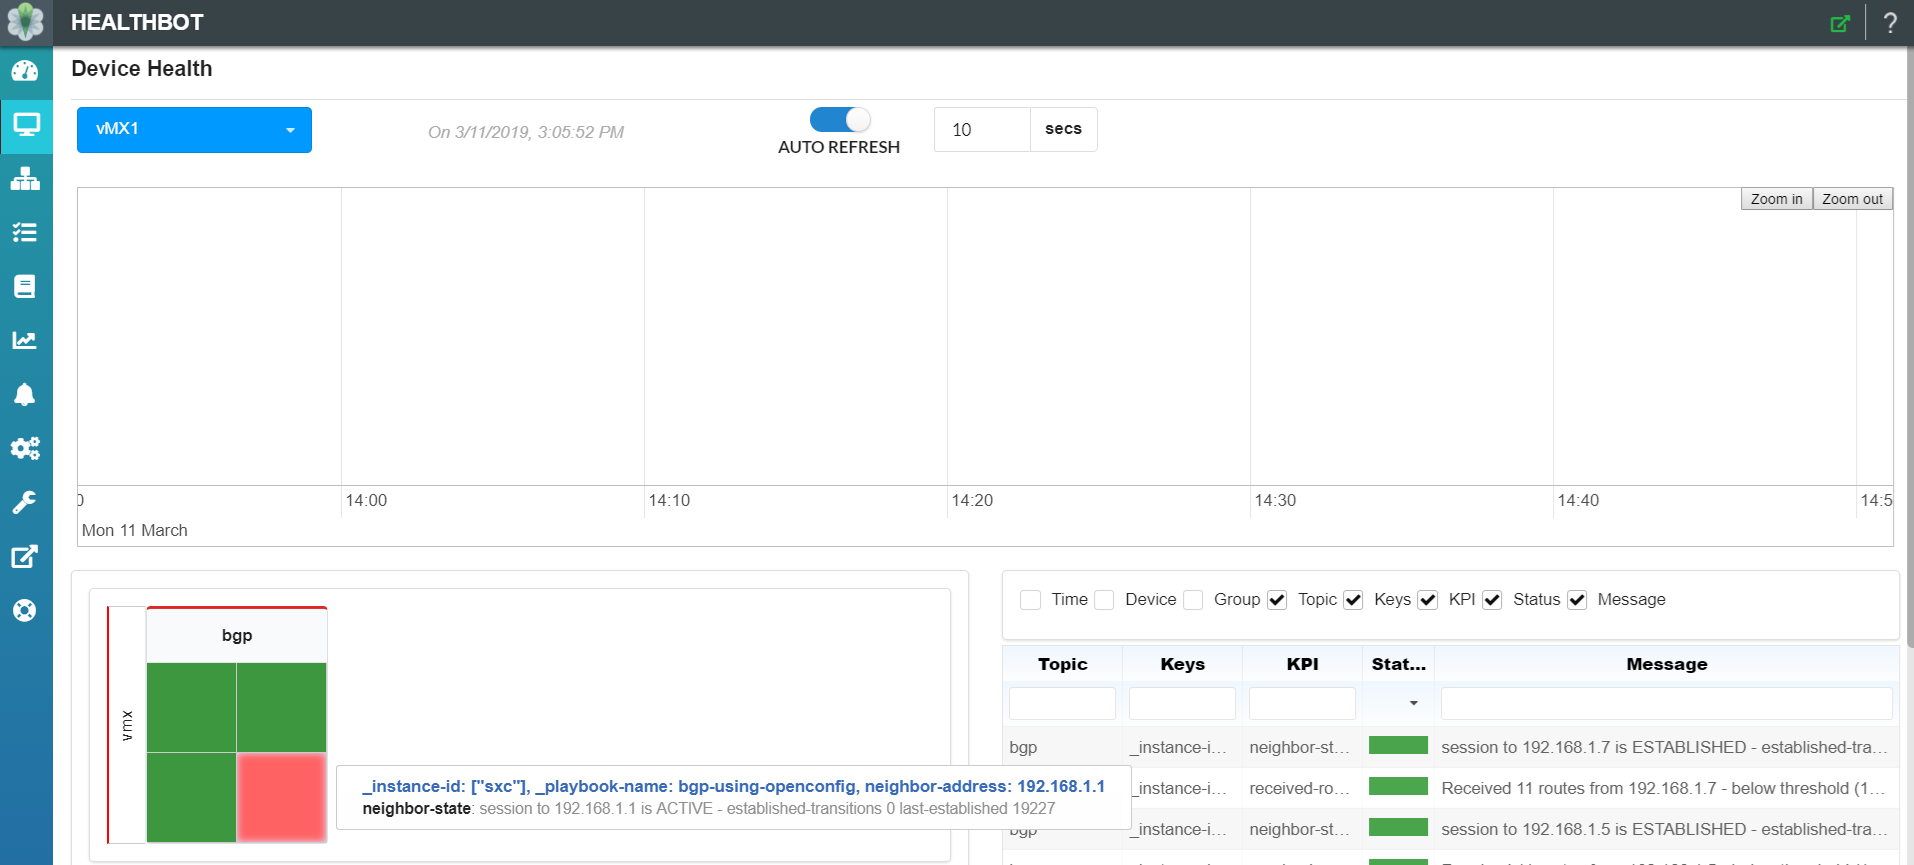 HEALTHBOT
?
Device Health
vMX1
On 3/11/2019, 3:05:52 PM
AUTO REFRESH
10 secs
Zoom in Zoom out
0 14:00 14:10 14:20 14:30 14:40 14:5
Mon 11 March
bgp
vmx
_instance-id: ["sxc"], _playbook-name: bgp-using-openconfig, neighbor-address: 192.168.1.1
neighbor-state: session to 192.168.1.1 is ACTIVE - established-transitions 0 last-established 19227
Time Device Group Topic Keys KPI Status Message
Topic Keys KPI Stat... Message
bgp _instance-i... neighbor-st... session to 192.168.1.7 is ESTABLISHED - established-tra...
_instance-i... received-ro... Received 11 routes from 192.168.1.7 - below threshold (1...
bgp _instance-i... neighbor-st... session to 192.168.1.5 is ESTABLISHED - established-tra...